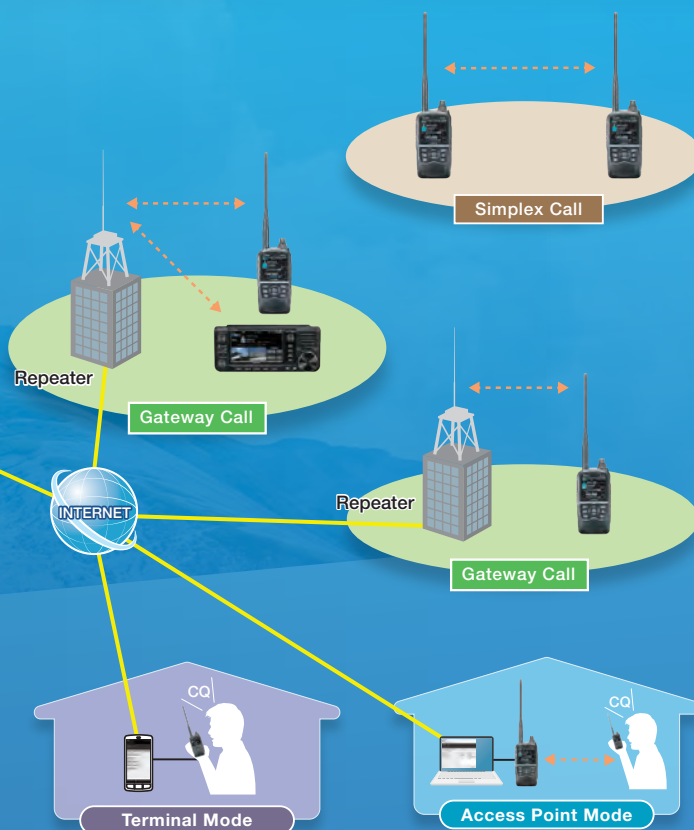 Simplex Call
Repeater
Gateway Call
Repeater
INTERNET
Gateway Call
CQ
CQ
Terminal Mode
Access Point Mode